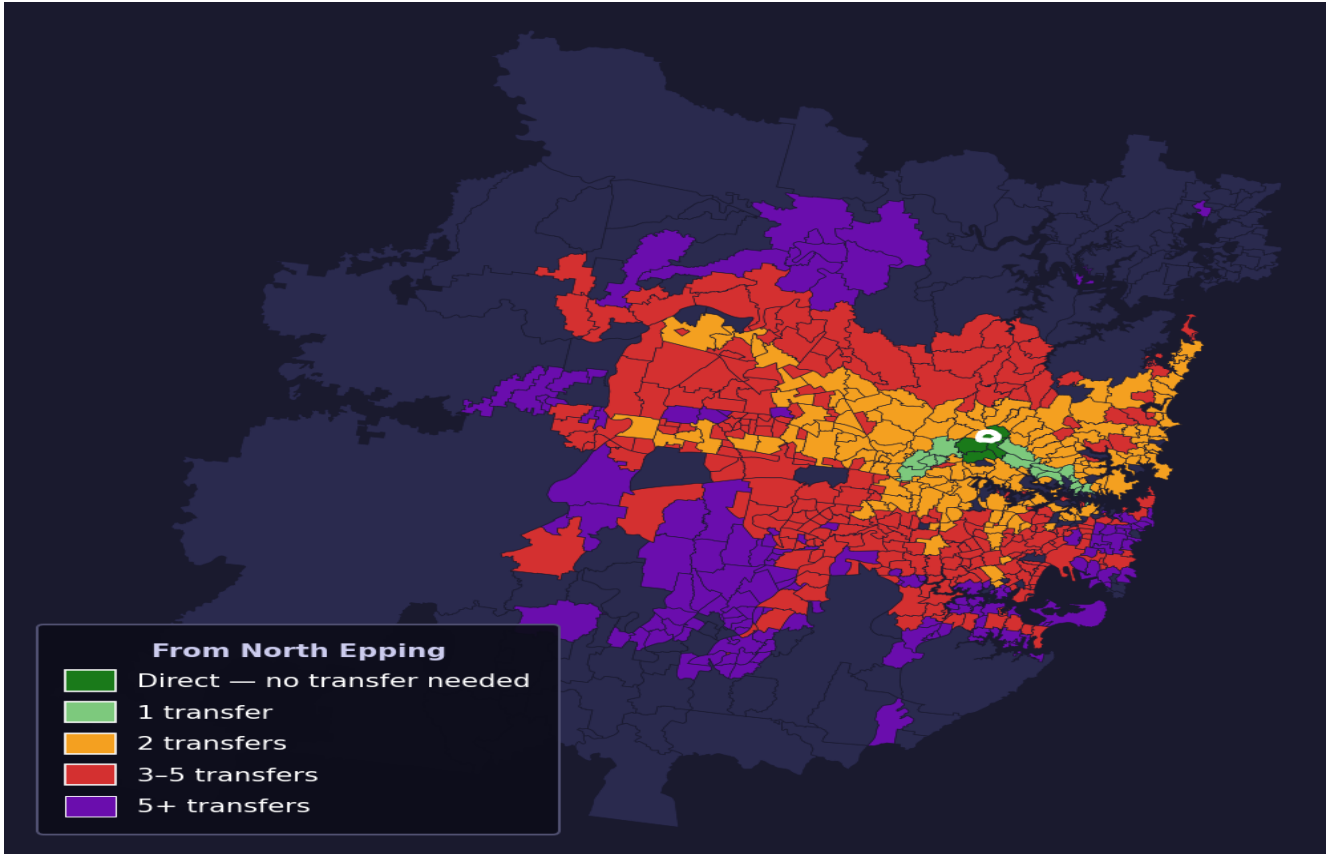 From North Epping
Direct — no transfer needed
1 transfer
2 transfers
3–5 transfers
5+ transfers